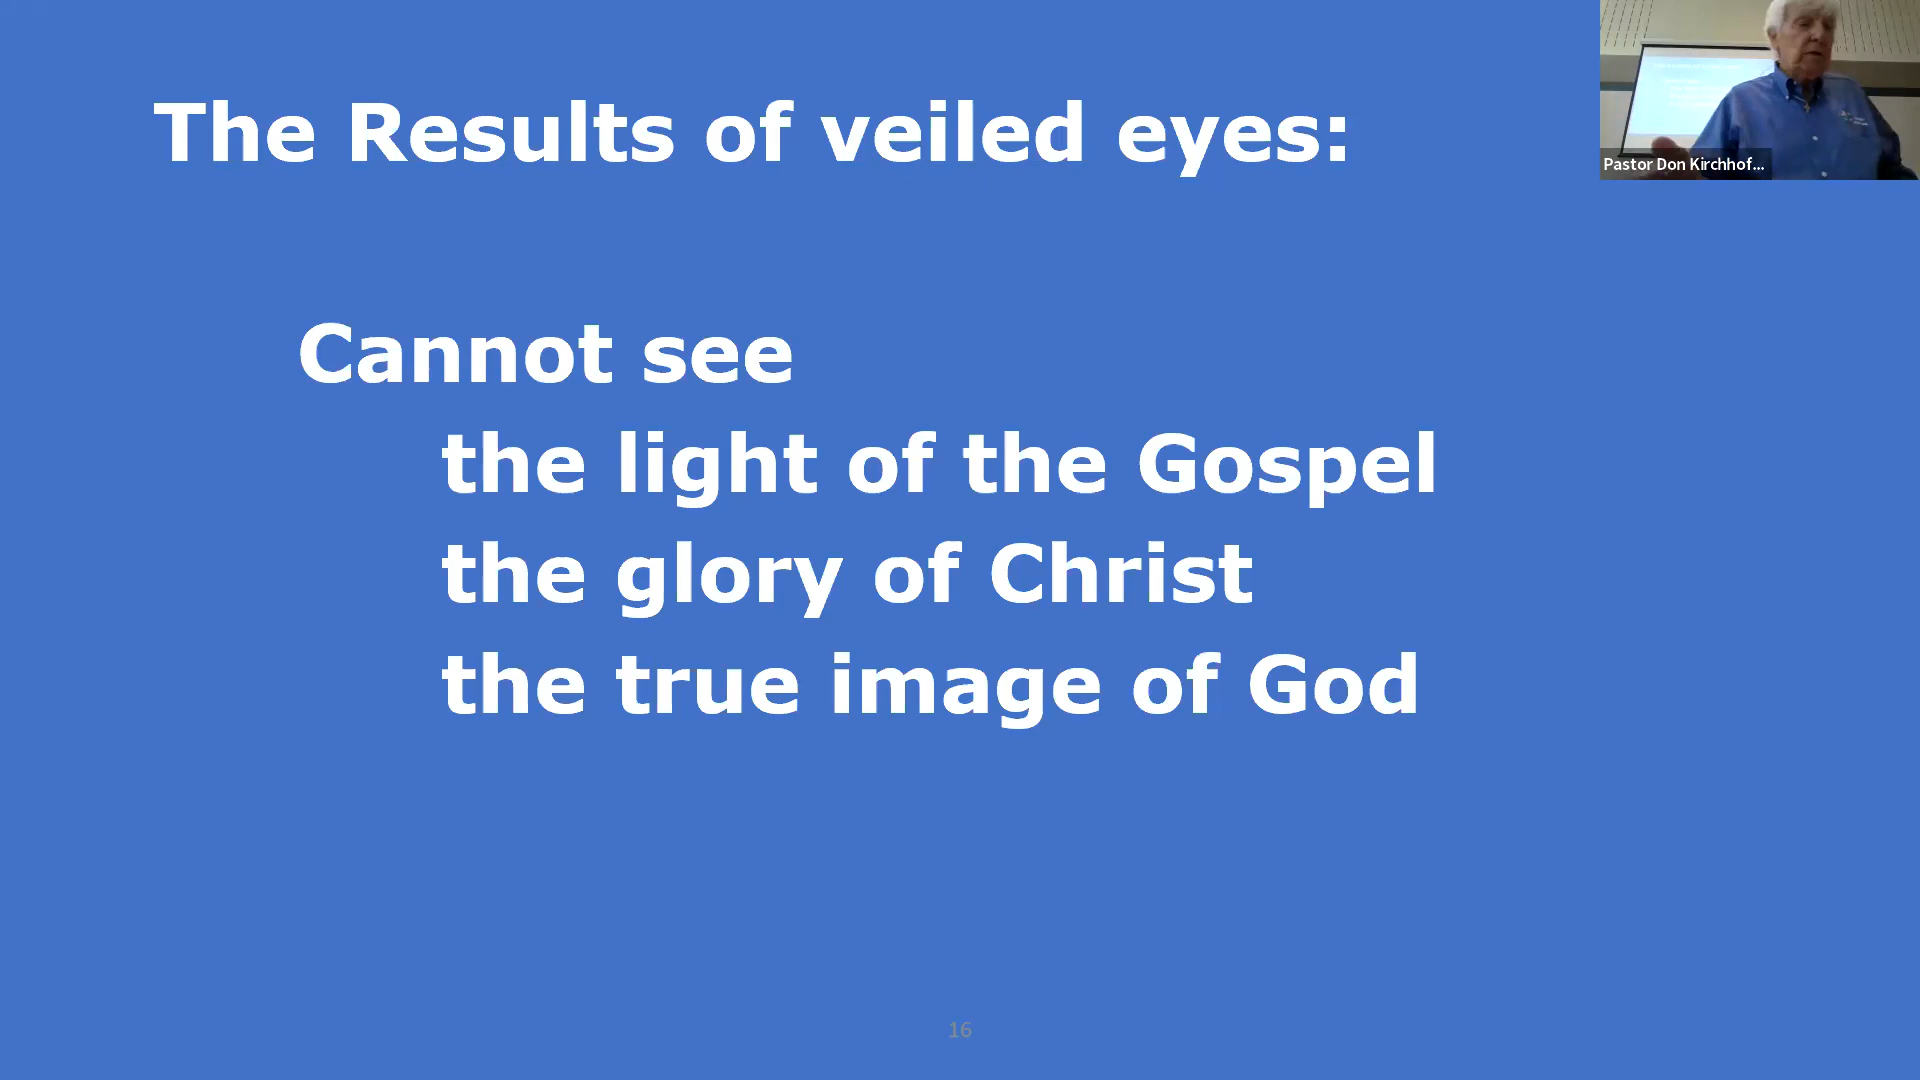 The Results of veiled eyes:
Cannot see
the light of the Gospel
the glory of Christ
the true image of God
Pastor Don Kirchhof...
16